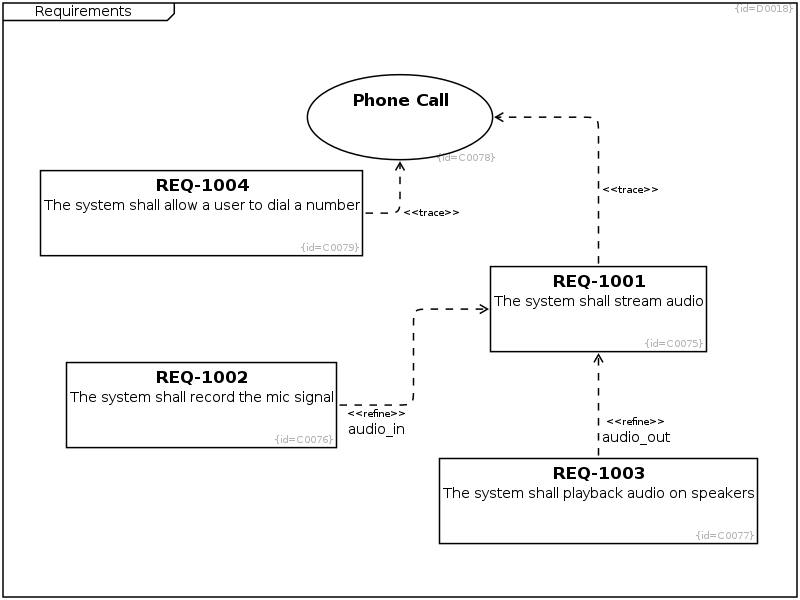 Requirements
{id=D0018}
Phone Call
{id=C0078}
REQ-1004
The system shall allow a user to dial a number
{id=C0079}
<<trace>>
<<trace>>
REQ-1001
The system shall stream audio
{id=C0075}
REQ-1002
The system shall record the mic signal
{id=C0076}
<<refine>>
audio_in
<<refine>>
audio_out
REQ-1003
The system shall playback audio on speakers
{id=C0077}